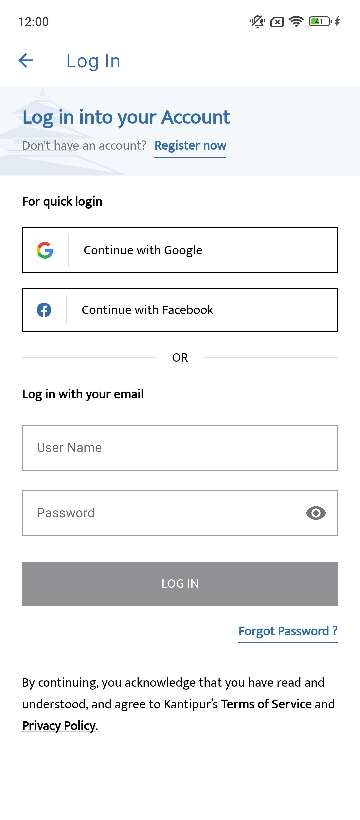 12:00
41
Log In
Log in into your Account
Don't have an account? Register now
For quick login
Continue with Google
Continue with Facebook
OR
Log in with your email
User Name
Password
LOG IN
Forgot Password ?
By continuing, you acknowledge that you have read and
understood, and agree to Kantipur's Terms of Service and
Privacy Policy.